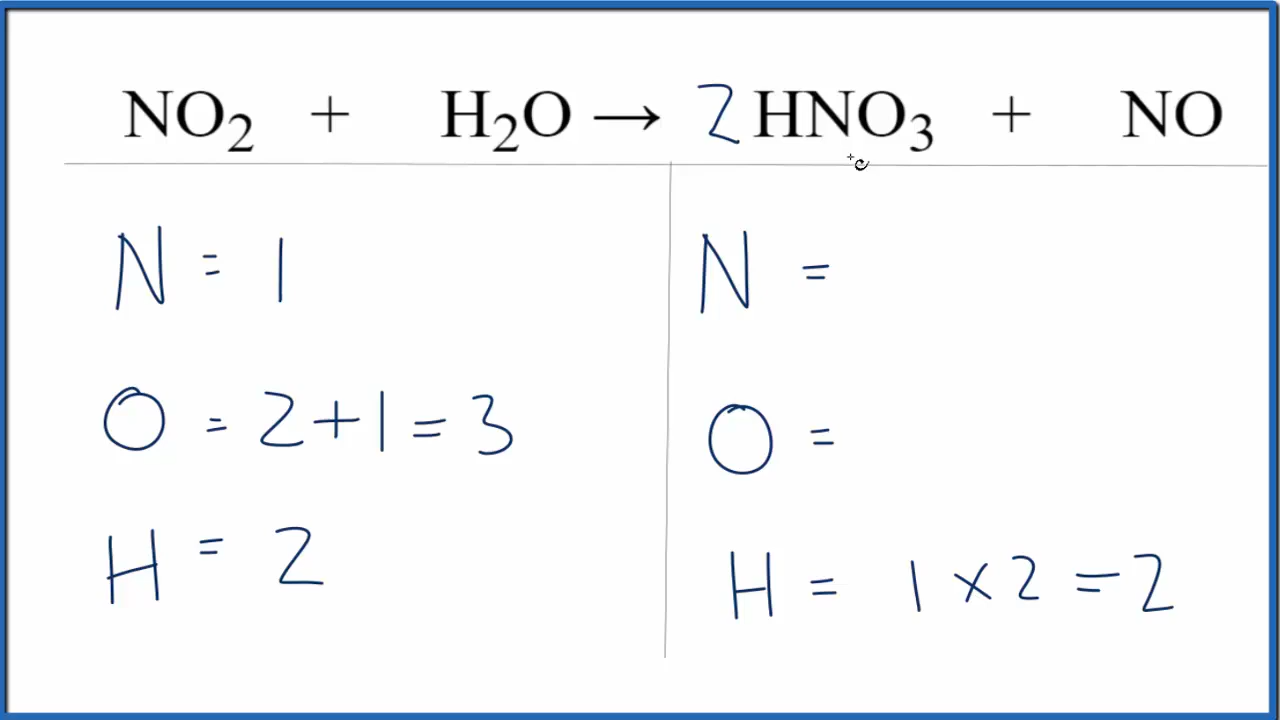 NO₂ + H₂O → 2 HNO₃ + NO
N = 1
N =
O = 2+1 = 3
O =
H = 2
H = 1 × 2 = 2